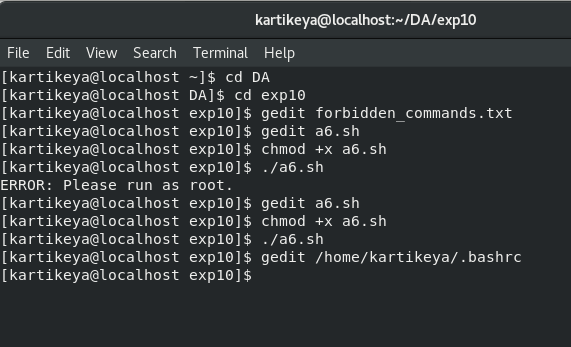 kartikeya@localhost:~/DA/exp10
File Edit View Search Terminal Help
[kartikeya@localhost ~]$ cd DA
[kartikeya@localhost DA]$ cd exp10
[kartikeya@localhost exp10]$ gedit forbidden_commands.txt
[kartikeya@localhost exp10]$ gedit a6.sh
[kartikeya@localhost exp10]$ chmod +x a6.sh
[kartikeya@localhost exp10]$ ./a6.sh
ERROR: Please run as root.
[kartikeya@localhost exp10]$ gedit a6.sh
[kartikeya@localhost exp10]$ chmod +x a6.sh
[kartikeya@localhost exp10]$ ./a6.sh
[kartikeya@localhost exp10]$ gedit /home/kartikeya/.bashrc
[kartikeya@localhost exp10]$